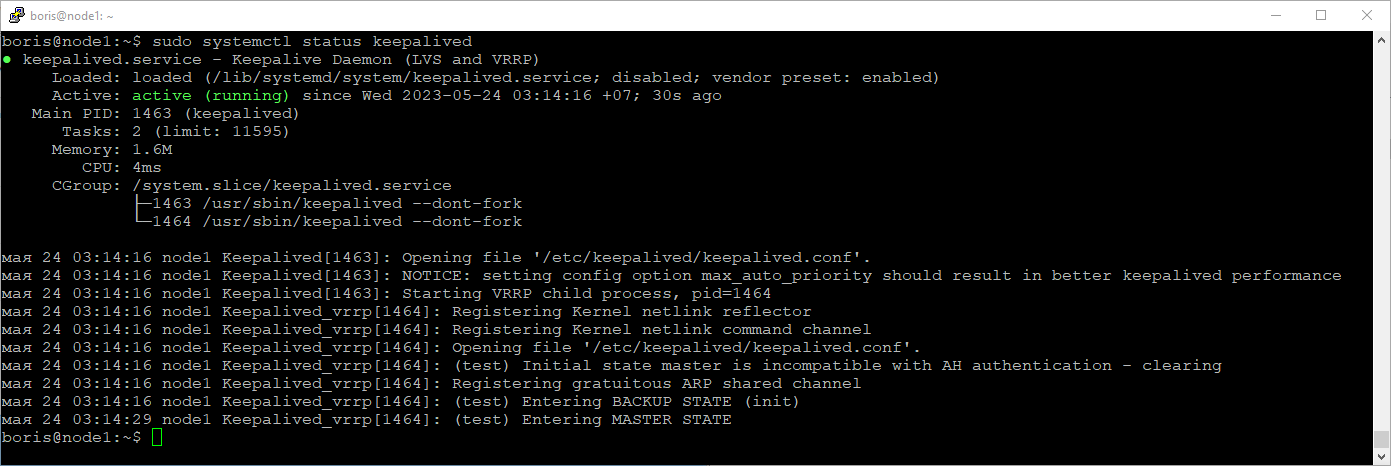 boris@node1: ~
boris@node1:~$ sudo systemctl status keepalived
● keepalived.service - Keepalive Daemon (LVS and VRRP)
     Loaded: loaded (/lib/systemd/system/keepalived.service; disabled; vendor preset: enabled)
     Active: active (running) since Wed 2023-05-24 03:14:16 +07; 30s ago
   Main PID: 1463 (keepalived)
      Tasks: 2 (limit: 11595)
     Memory: 1.6M
        CPU: 4ms
     CGroup: /system.slice/keepalived.service
             ├─1463 /usr/sbin/keepalived --dont-fork
             └─1464 /usr/sbin/keepalived --dont-fork
мая 24 03:14:16 node1 Keepalived[1463]: Opening file '/etc/keepalived/keepalived.conf'.
мая 24 03:14:16 node1 Keepalived[1463]: NOTICE: setting config option max_auto_priority should result in better keepalived performance
мая 24 03:14:16 node1 Keepalived[1463]: Starting VRRP child process, pid=1464
мая 24 03:14:16 node1 Keepalived_vrrp[1464]: Registering Kernel netlink reflector
мая 24 03:14:16 node1 Keepalived_vrrp[1464]: Registering Kernel netlink command channel
мая 24 03:14:16 node1 Keepalived_vrrp[1464]: Opening file '/etc/keepalived/keepalived.conf'.
мая 24 03:14:16 node1 Keepalived_vrrp[1464]: (test) Initial state master is incompatible with AH authentication - clearing
мая 24 03:14:16 node1 Keepalived_vrrp[1464]: Registering gratuitous ARP shared channel
мая 24 03:14:16 node1 Keepalived_vrrp[1464]: (test) Entering BACKUP STATE (init)
мая 24 03:14:29 node1 Keepalived_vrrp[1464]: (test) Entering MASTER STATE
boris@node1:~$